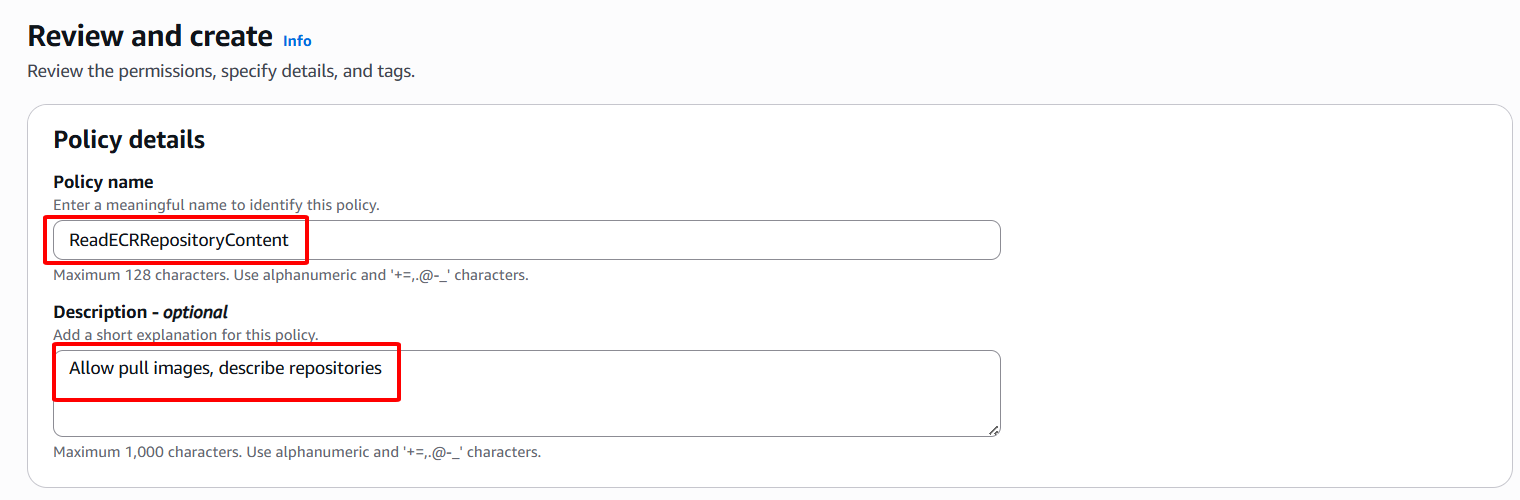 Review and create Info
Review the permissions, specify details, and tags.
Policy details
Policy name
Enter a meaningful name to identify this policy.
ReadECRRepositoryContent
Maximum 128 characters. Use alphanumeric and '+=,.@-_' characters.
Description - optional
Add a short explanation for this policy.
Allow pull images, describe repositories
Maximum 1,000 characters. Use alphanumeric and '+=,.@-_' characters.